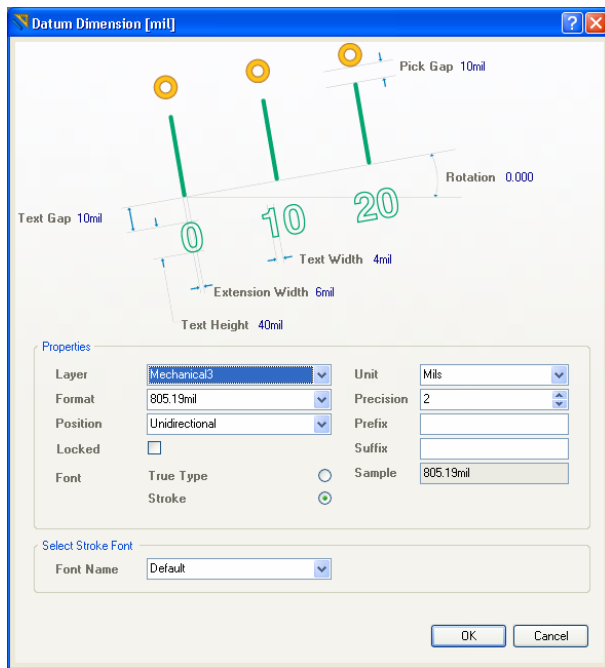 Datum Dimension [mil]
Pick Gap 10mil
Rotation 0.000
Text Gap 10mil
0
10
20
Text Width 4mil
Extension Width 6mil
Text Height 40mil
Properties
Layer Mechanical3 Unit Mils
Format 805.19mil Precision 2
Position Unidirectional Prefix
Locked Suffix
Font True Type Sample 805.19mil
Stroke
Select Stroke Font
Font Name Default
OK Cancel